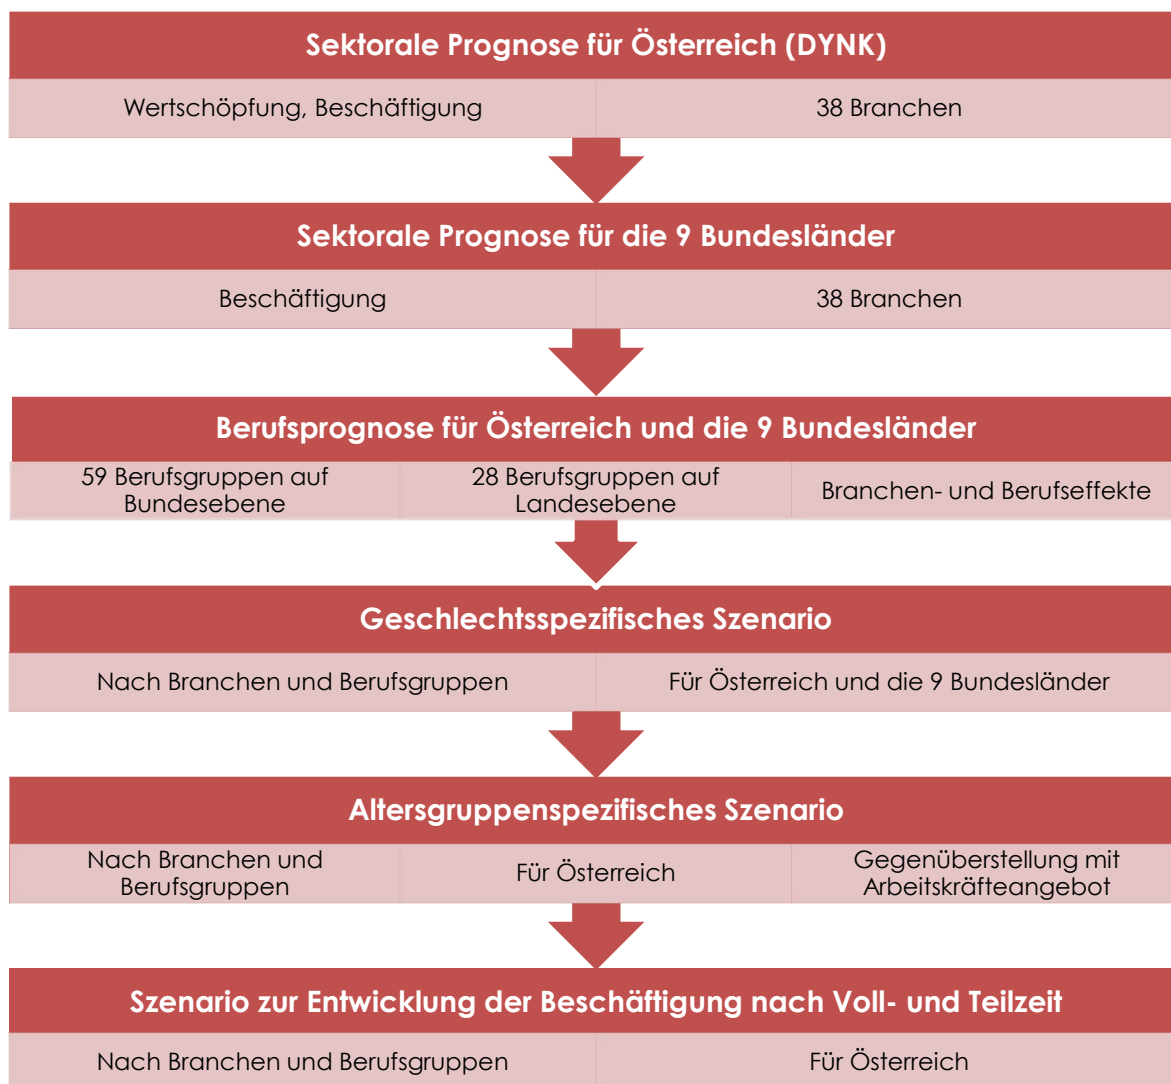 Sektorale Prognose für Österreich (DYNK)
Wertschöpfung, Beschäftigung
38 Branchen
Sektorale Prognose für die 9 Bundesländer
Beschäftigung
38 Branchen
Berufsprognose für Österreich und die 9 Bundesländer
59 Berufsgruppen auf
Bundesebene
28 Berufsgruppen auf
Landesebene
Branchen- und Berufseffekte
Geschlechtsspezifisches Szenario
Nach Branchen und Berufsgruppen
Für Österreich und die 9 Bundesländer
Altersgruppenspezifisches Szenario
Nach Branchen und
Berufsgruppen
Für Österreich
Gegenüberstellung mit
Arbeitskräfteangebot
Szenario zur Entwicklung der Beschäftigung nach Voll- und Teilzeit
Nach Branchen und Berufsgruppen
Für Österreich